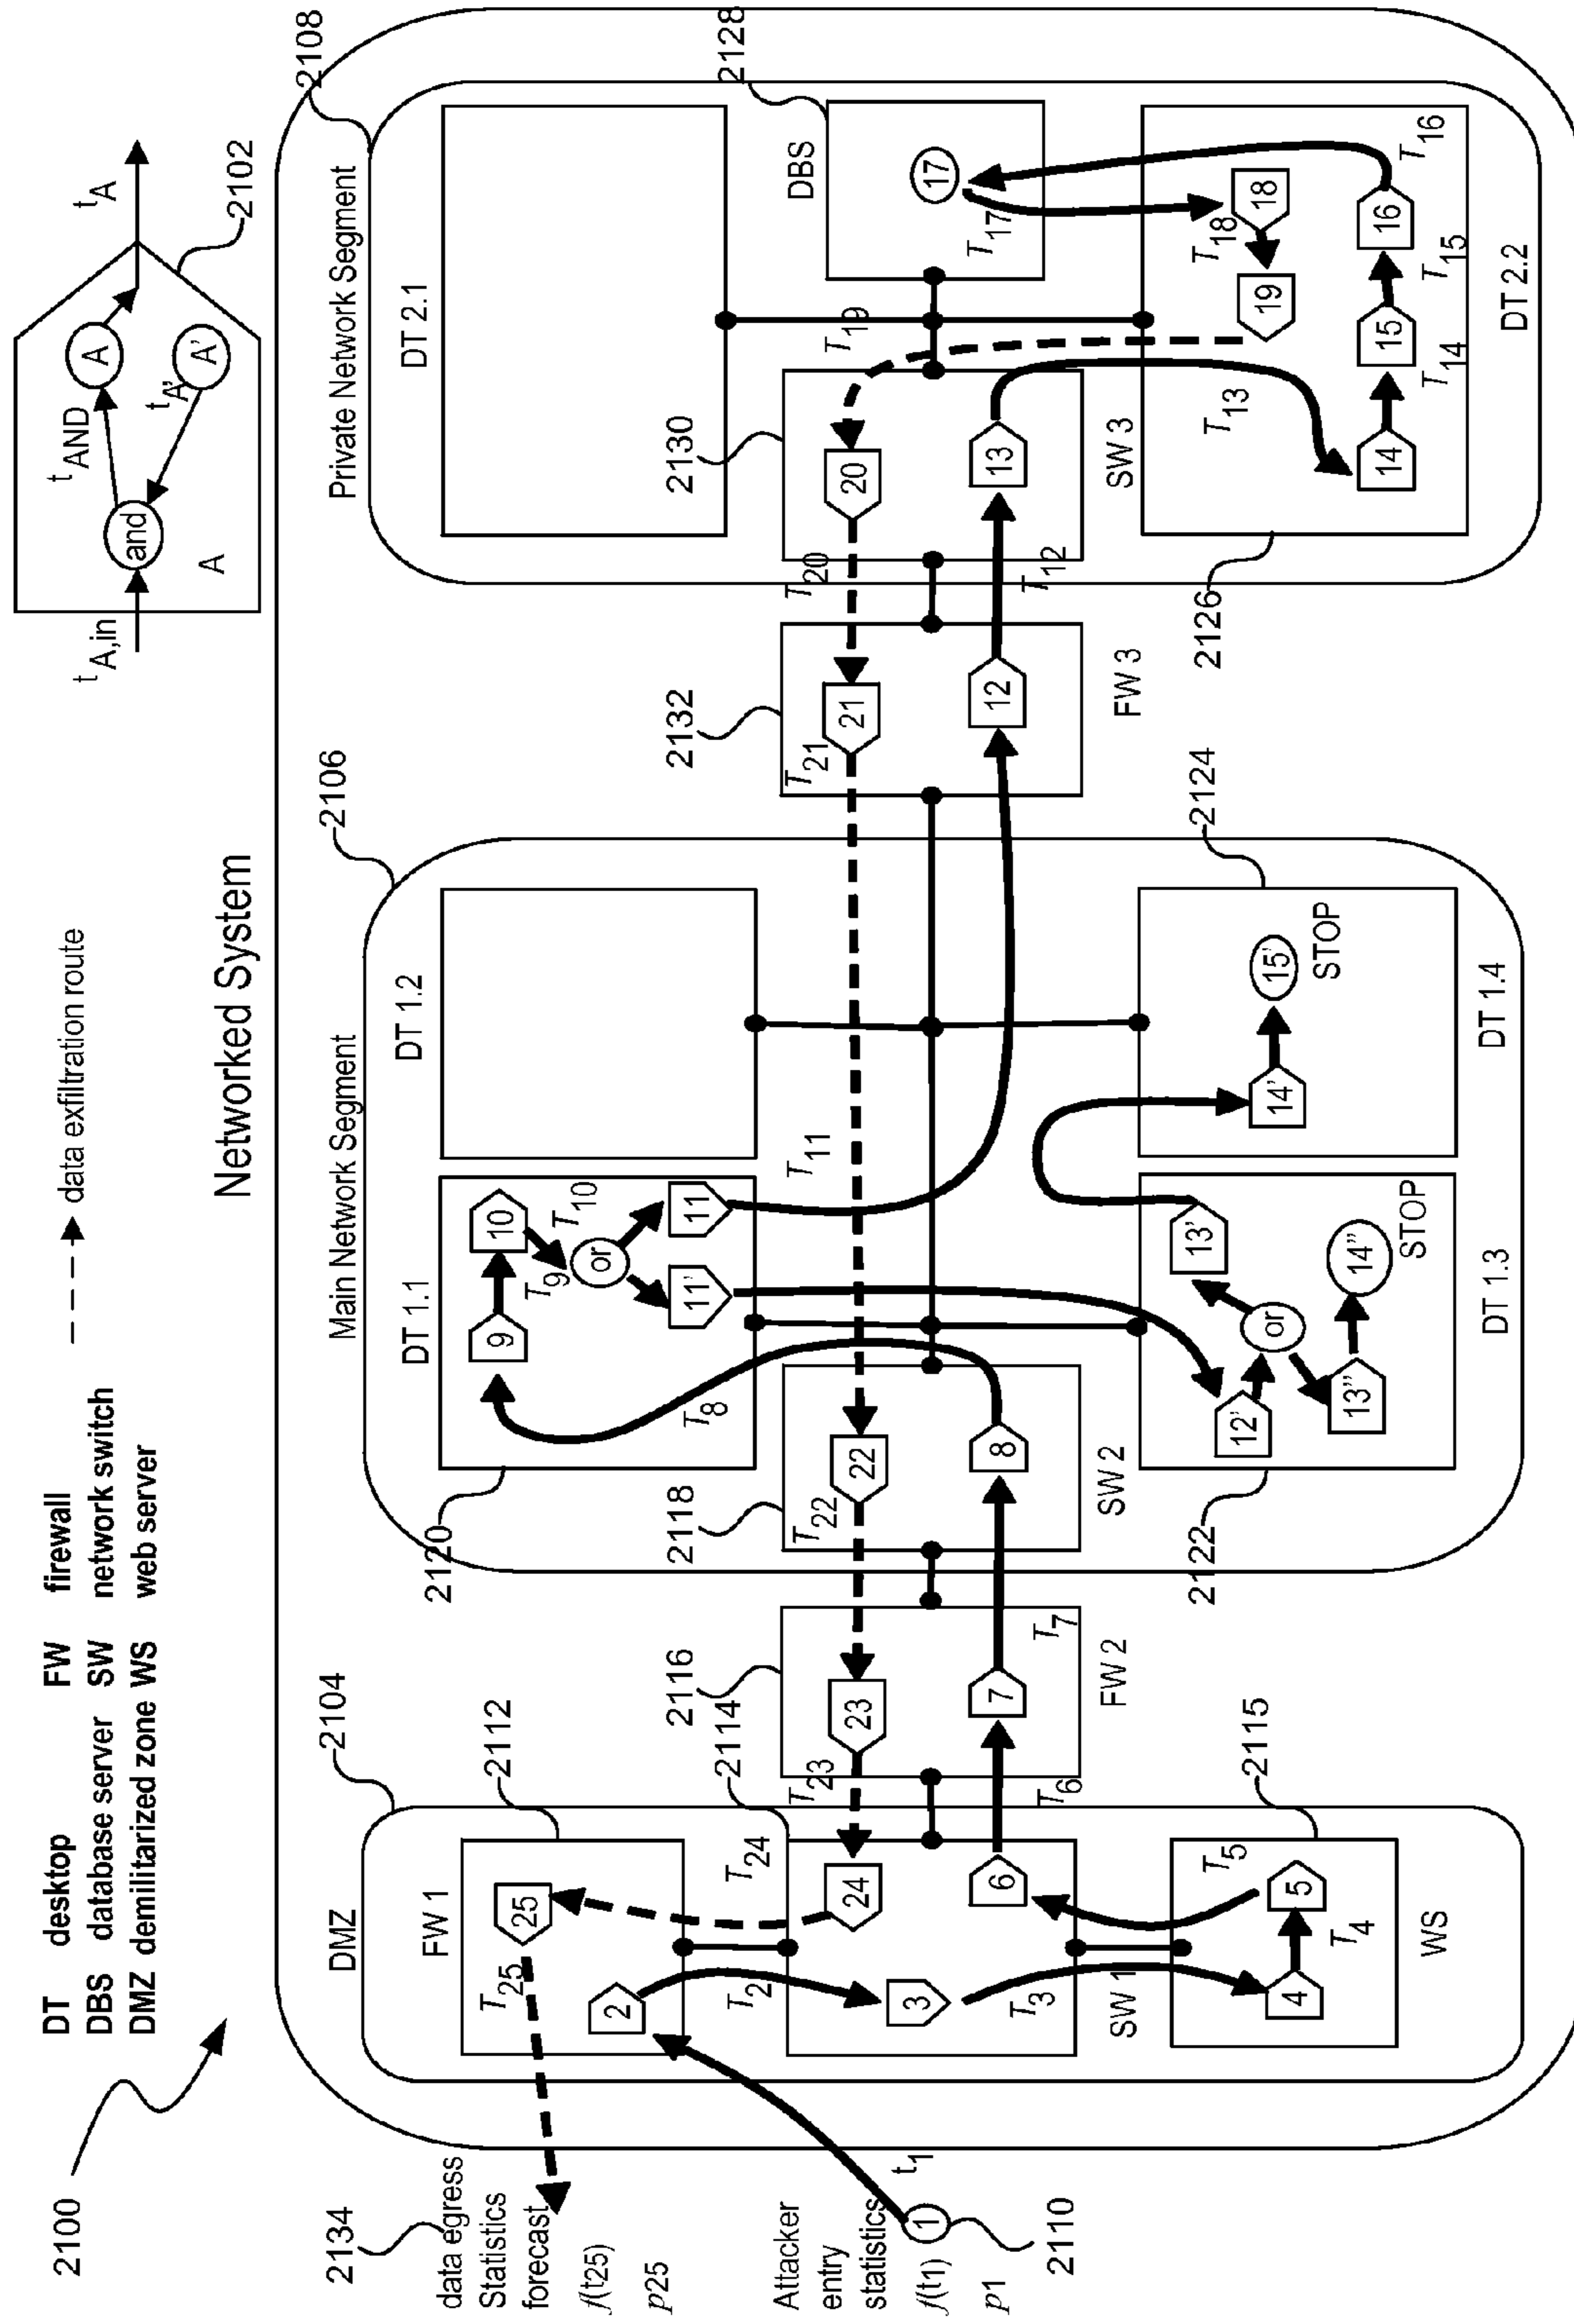 2100
DT desktop FW firewall
DBS database server SW network switch
DMZ demilitarized zone WS web server
data exfiltration route
Networked System
t A,in
and
t AND
A
t A'
A'
A
t A
2102
2104
2106
2108
DMZ
Main Network Segment
Private Network Segment
2134
data egress
Statistics
forecast
f(t25)
p25
Attacker
entry
statistics
f(t1)
p1
1
2110
t1
FW 1
2112
25
T25
2
T2
T24
2114
24
3
6
T3
SW 1
2115
T5
5
4
T4
WS
2116
T23
23
7
T6
T7
FW 2
2118
T22
22
8
SW 2
2120
DT 1.1
9
10
T9
or
T10
11'
11
T8
DT 1.2
T11
2122
12'
or
13'
13'''
14''
STOP
DT 1.3
2124
14'
15'
STOP
DT 1.4
2132
T21
21
12
FW 3
T20
T12
2130
20
13
SW 3
T19
DT 2.1
DBS
2128
17
T17
2126
T13
14
T14
15
T15
16
T16
18
T18
19
DT 2.2